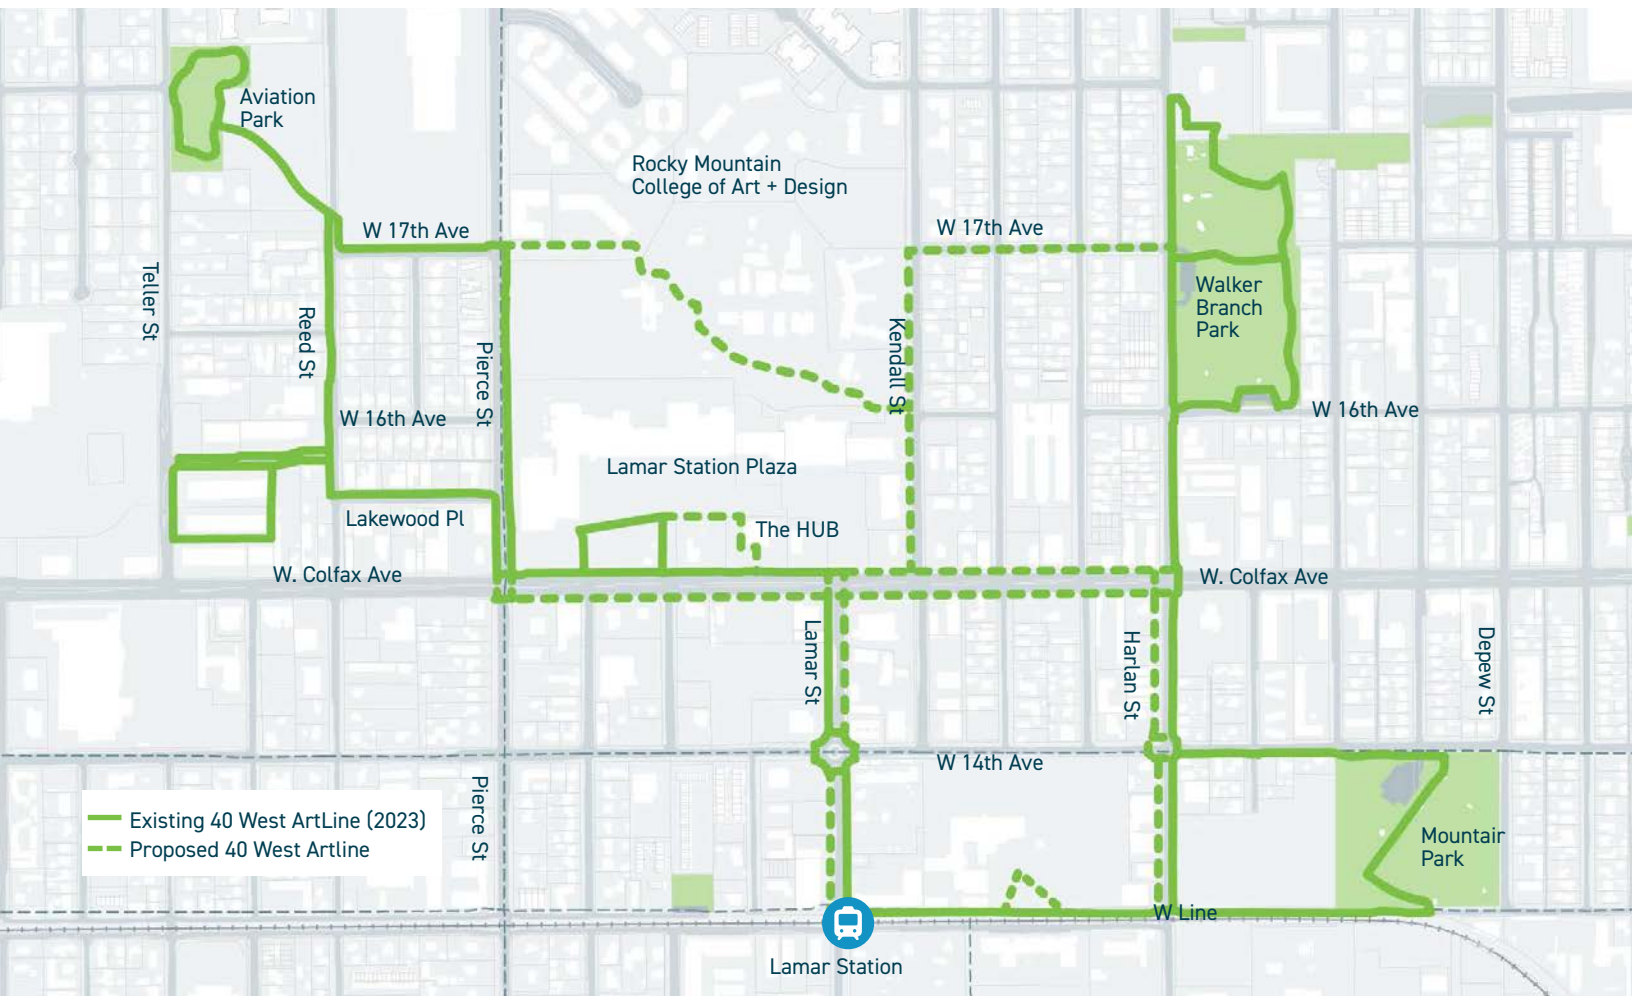 Aviation
Park
Rocky Mountain
College of Art + Design
W 17th Ave
W 17th Ave
Teller St
Reed St
Pierce St
Kendall St
Walker
Branch
Park
W 16th Ave
W 16th Ave
Lamar Station Plaza
Lakewood Pl
The HUB
W. Colfax Ave
W. Colfax Ave
Lamar St
Harlan St
Depew St
W 14th Ave
Pierce St
Existing 40 West ArtLine (2023)
Proposed 40 West Artline
Mountair
Park
W Line
Lamar Station